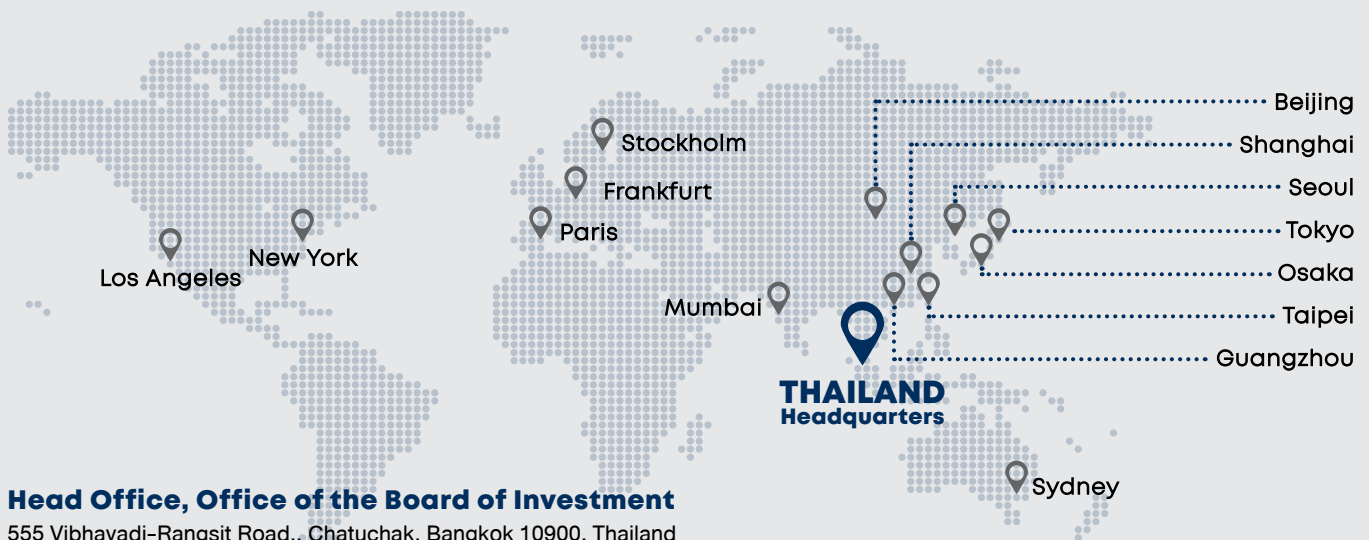 Beijing
Shanghai
Stockholm
Seoul
Frankfurt
Tokyo
Paris
New York
Osaka
Los Angeles
Mumbai
Taipei
Guangzhou
THAILAND
Headquarters
Sydney
Head Office, Office of the Board of Investment
555 Vibhavadi-Rangsit Road., Chatuchak, Bangkok 10900, Thailand